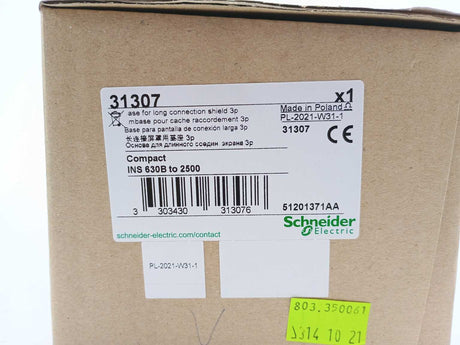 31307 x1
ase for long connection shield 3p Made in Poland
mbase pour cache raccordement 3p PL-2021-W31-1
Base para pantalla de conexión larga 3p 31307 CE
长连接屏罩用基座 3p
Основа для длинного соедин. экрана 3p
Compact
INS 630B to 2500
3 303430 313076 51201371AA
Schneider
Electric
schneider-electric.com/contact
PL-2021-W31-1
803.350061
14 10 21